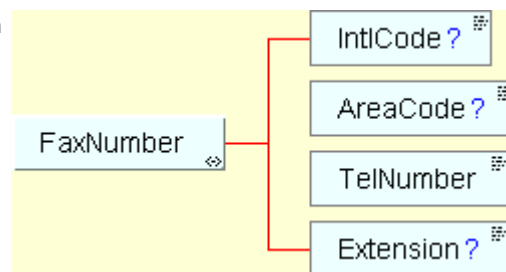 IntlCode?
AreaCode?
FaxNumber
TelNumber
Extension?